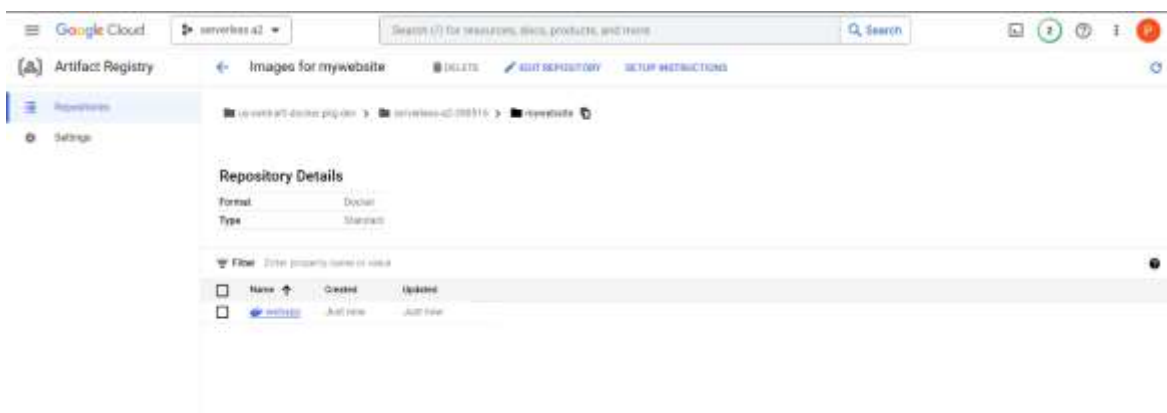 Google Cloud serverless a2 Search (/) for resources, docs, products, and more Search 2 P
Artifact Registry Images for mywebsite DELETE EDIT REPOSITORY SETUP INSTRUCTIONS
Repositories
mywebsite
Settings
Repository Details
Format Docker
Type Standard
Filter Enter property name or value
Name Created Updated
webapp Just now Just now